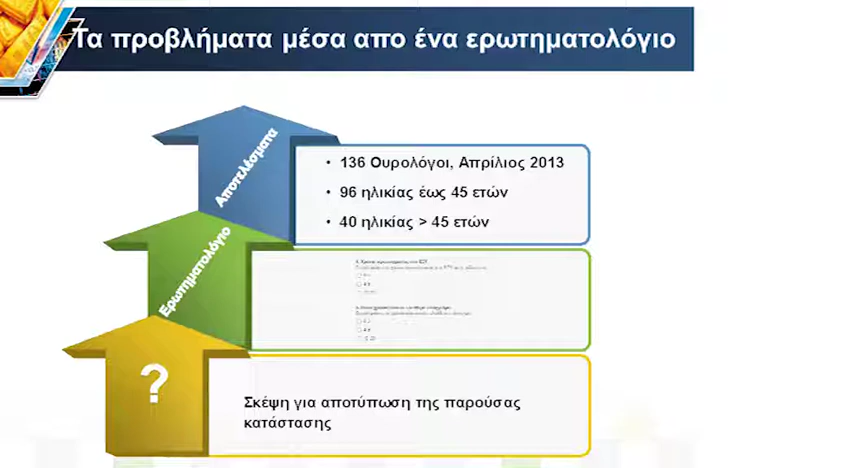 Τα προβλήματα μέσα απο ένα ερωτηματολόγιο
Αποτελέσματα
• 136 Ουρολόγοι, Απρίλιος 2013
• 96 ηλικίας έως 45 ετών
• 40 ηλικίας > 45 ετών
Ερωτηματολόγιο
?
Σκέψη για αποτύπωση της παρούσας
κατάστασης